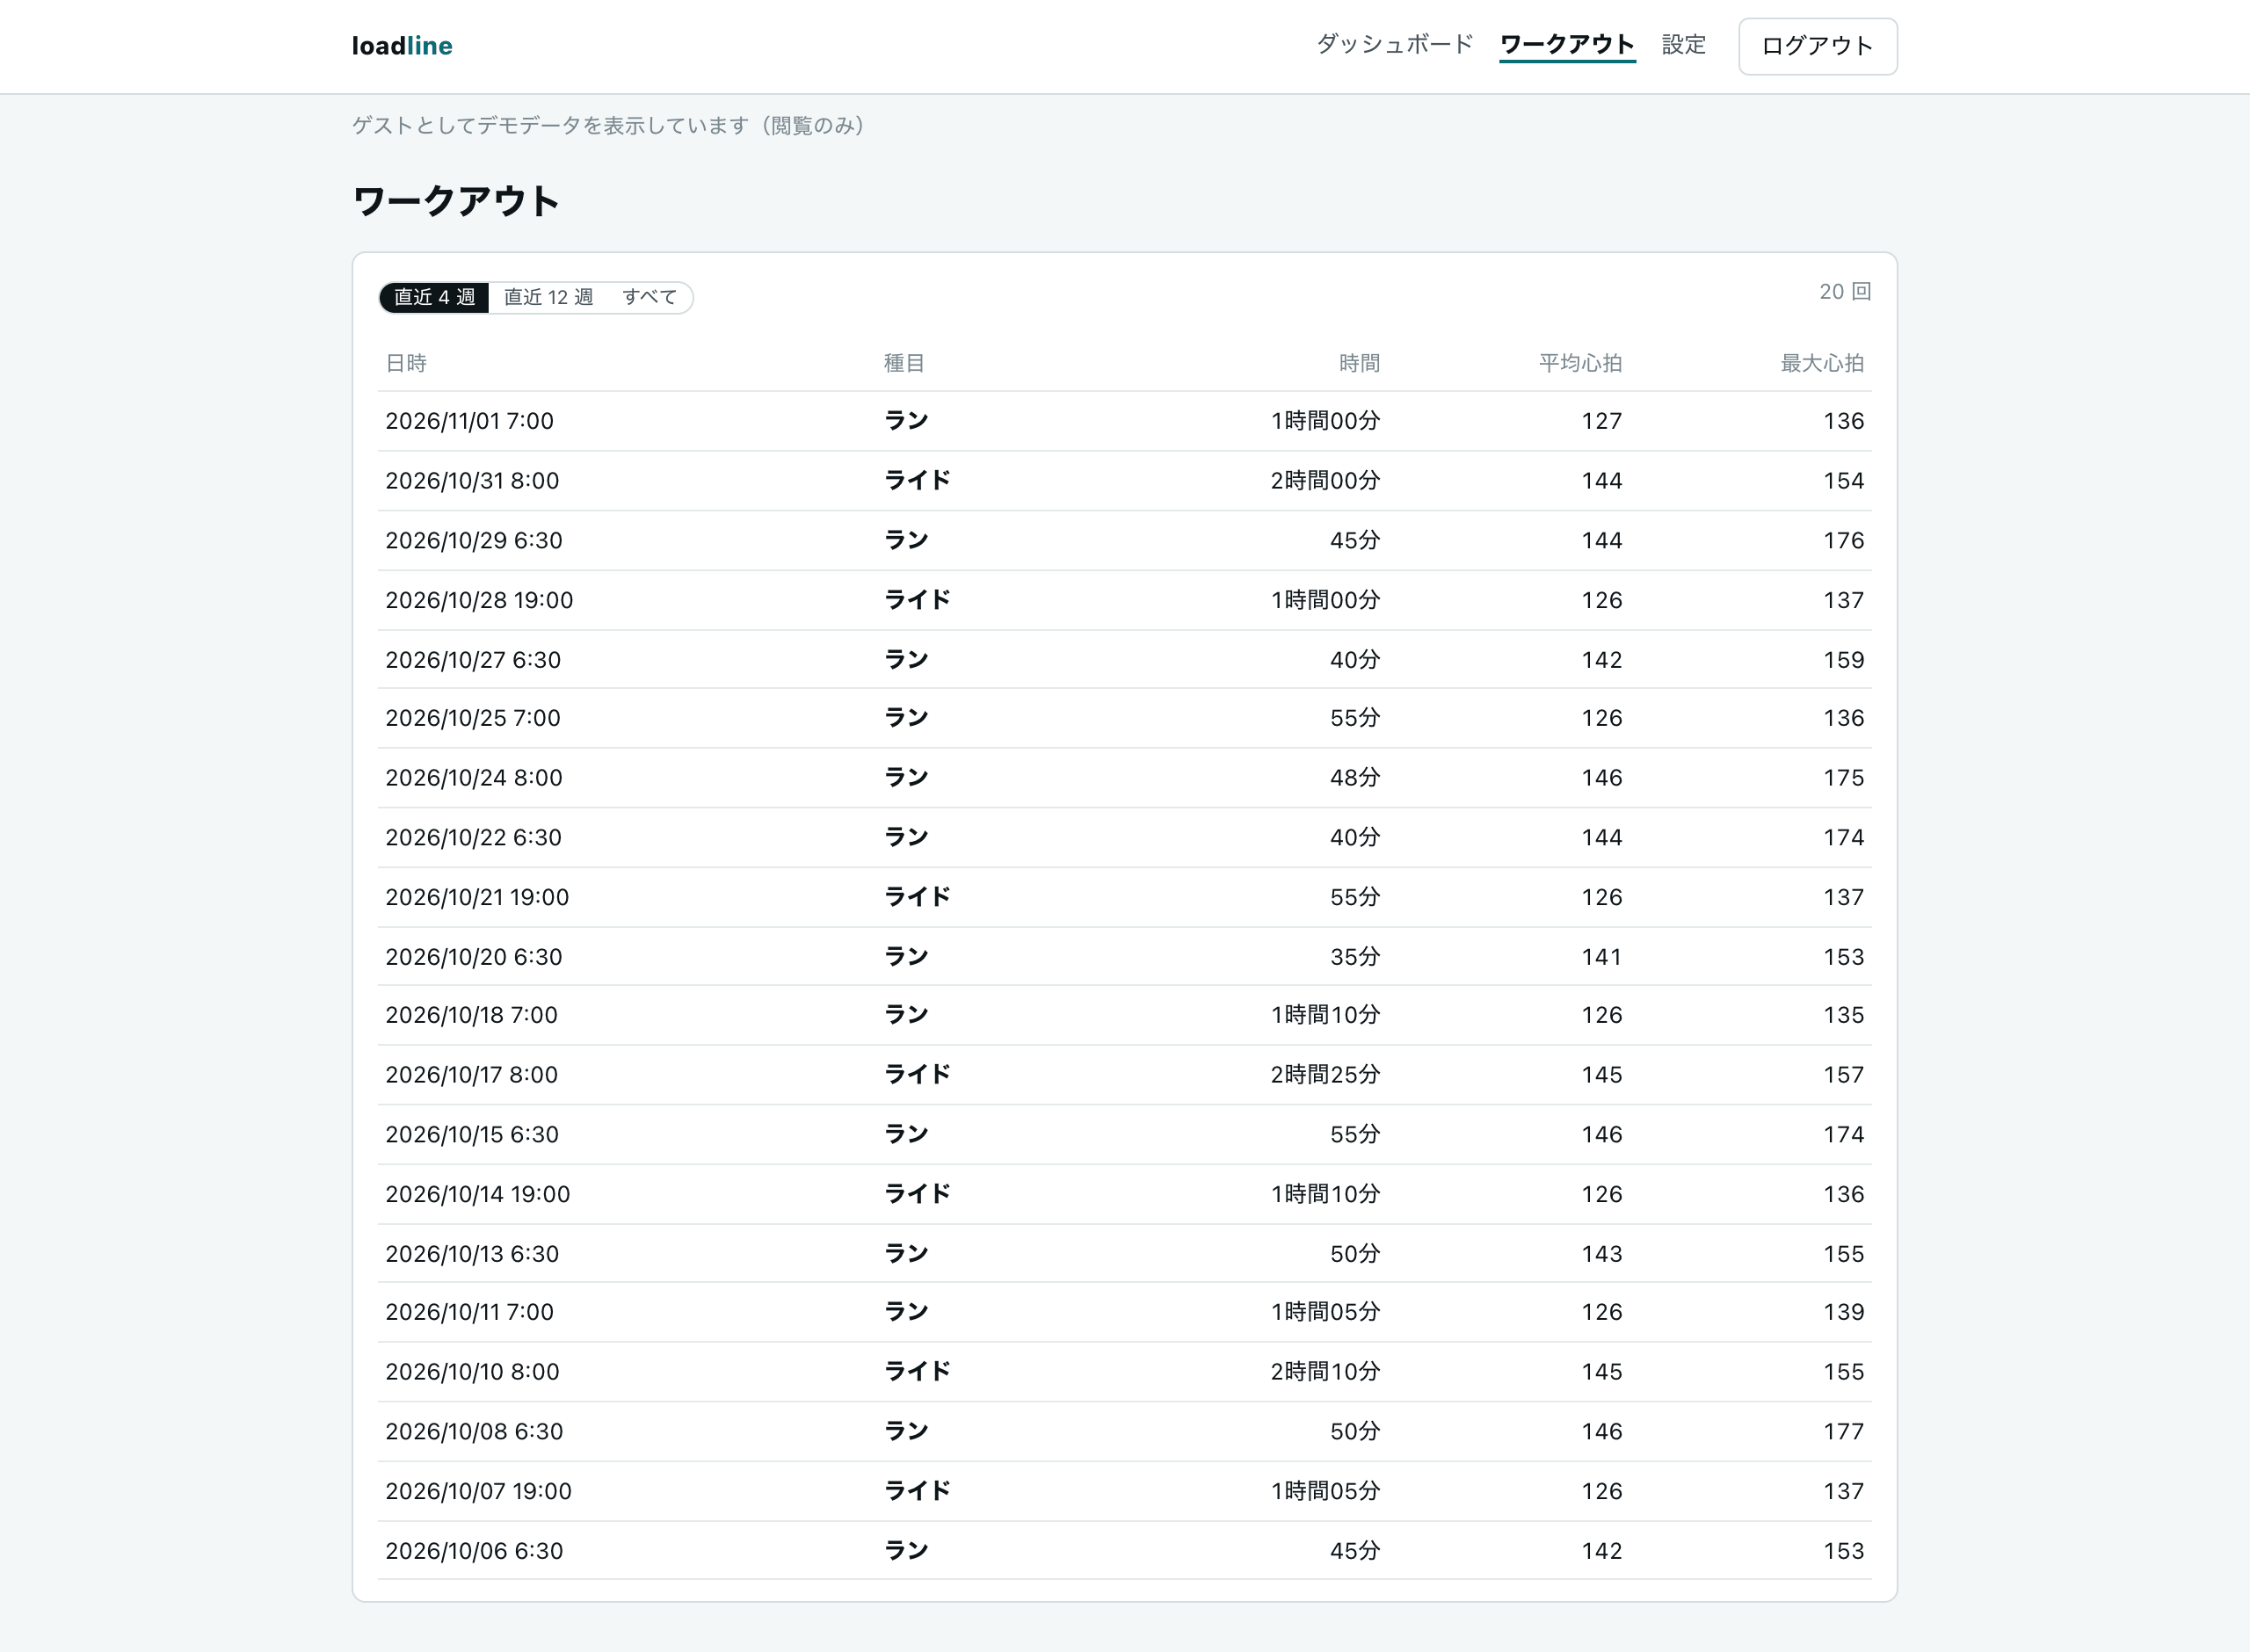 loadline ダッシュボード ワークアウト 設定 ログアウト
ゲストとしてデモデータを表示しています（閲覧のみ）
ワークアウト
直近 4 週 直近 12 週 すべて 20 回
日時 種目 時間 平均心拍 最大心拍
2026/11/01 7:00 ラン 1時間00分 127 136
2026/10/31 8:00 ライド 2時間00分 144 154
2026/10/29 6:30 ラン 45分 144 176
2026/10/28 19:00 ライド 1時間00分 126 137
2026/10/27 6:30 ラン 40分 142 159
2026/10/25 7:00 ラン 55分 126 136
2026/10/24 8:00 ラン 48分 146 175
2026/10/22 6:30 ラン 40分 144 174
2026/10/21 19:00 ライド 55分 126 137
2026/10/20 6:30 ラン 35分 141 153
2026/10/18 7:00 ラン 1時間10分 126 135
2026/10/17 8:00 ライド 2時間25分 145 157
2026/10/15 6:30 ラン 55分 146 174
2026/10/14 19:00 ライド 1時間10分 126 136
2026/10/13 6:30 ラン 50分 143 155
2026/10/11 7:00 ラン 1時間05分 126 139
2026/10/10 8:00 ライド 2時間10分 145 155
2026/10/08 6:30 ラン 50分 146 177
2026/10/07 19:00 ライド 1時間05分 126 137
2026/10/06 6:30 ラン 45分 142 153